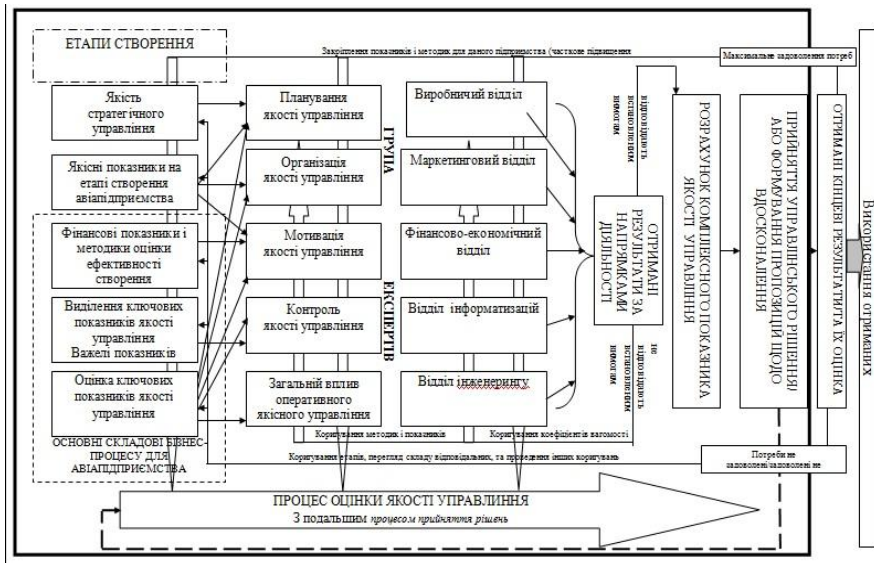 ЕТАПИ СТВОРЕННЯ
Закріплення показників і методик для даного підприємства (часткове підвищення
Максимальне задоволення потреб
Якість
стратегічного
управління
Якісні показники на
етапі створення
авіапідприємства
Фінансові показники і
методики оцінки
ефективності
створення
Виділення ключових
показників якості
управління
Важелі показників
Оцінка ключових
показників якості
управління
ОСНОВНІ СКЛАДОВІ БІЗНЕС-
ПРОЦЕСУ ДЛЯ
АВІАПІДПРИЄМСТВА
Планування
якості управління
Організація
якості управління
Мотивація
якості управління
Контроль
якості управління
Загальній вплив
оперативного
якісного управління
ГРУПА
ЕКСПЕРТІВ
Виробничий відділ
Маркетинговий відділ
Фінансово-економічний
відділ
Відділ інформатизацій
Відділ інженерингу
відповідають
встановленим
вимогам
ОТРИМАНІ
РЕЗУЛЬТАТИ ЗА
НАПРЯМКАМИ
ДІЯЛЬНОСТІ
не
відповідають
встановленим
вимогам
РОЗРАХУНОК КОМПЛЕКСНОГО ПОКАЗНИКА
ЯКОСТІ УПРАВЛІННЯ
ПРИЙНЯТТЯ УПРАВЛІНСЬКОГО РІШЕННЯ/
АБО ФОРМУВАННЯ ПРОПОЗИЦІЙ ЩОДО
ВДОСКОНАЛЕННЯ
ОТРИМАНІ КІНЦЕВІ РЕЗУЛЬТАТИ/ТА ЇХ ОЦІНКА
Використання отриманих
Коригування методик і показників
Коригування коефіцієнтів вагомості
Коригування етапів, перегляд складу відповідальних, та проведення інших коригувань
Потреби не
задоволені/задоволені не
ПРОЦЕС ОЦІНКИ ЯКОСТІ УПРАВЛИННЯ
З подальшим процесом прийняття рішень